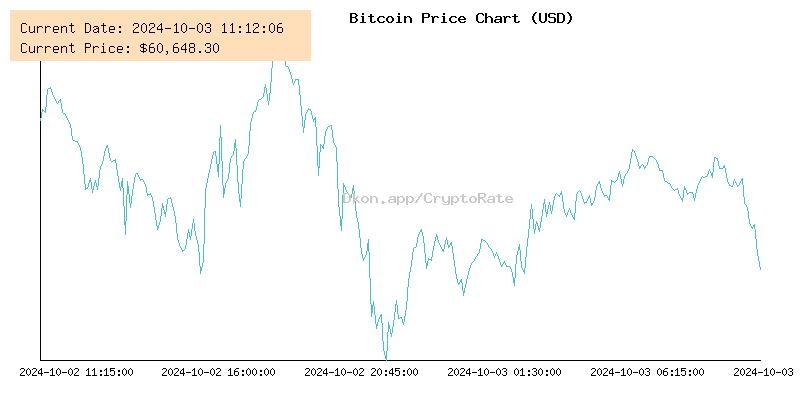 Bitcoin Price Chart (USD)
Current Date: 2024-10-03 11:12:06
Current Price: $60,648.30
Dkon.app/CryptoRate
2024-10-02 11:15:00
2024-10-02 16:00:00
2024-10-02 20:45:00
2024-10-03 01:30:00
2024-10-03 06:15:00
2024-10-03